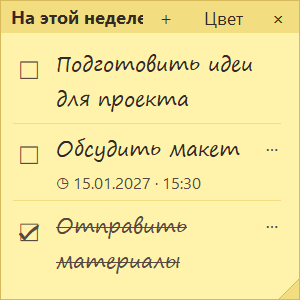 На этой неделе + Цвет ×
Подготовить идеи
для проекта
Обсудить макет ···
15.01.2027 · 15:30
Отправить ···
материалы